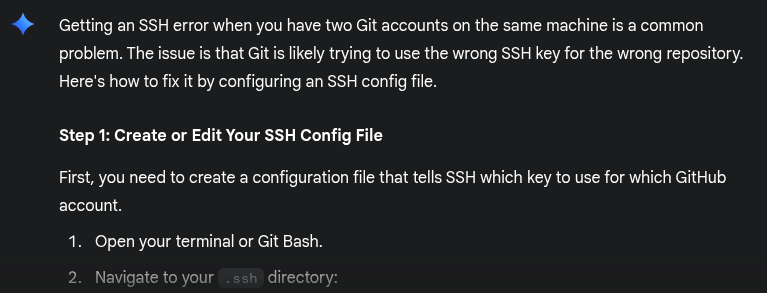 Getting an SSH error when you have two Git accounts on the same machine is a common
problem. The issue is that Git is likely trying to use the wrong SSH key for the wrong repository.
Here's how to fix it by configuring an SSH config file.
Step 1: Create or Edit Your SSH Config File
First, you need to create a configuration file that tells SSH which key to use for which GitHub
account.
1. Open your terminal or Git Bash.
2. Navigate to your .ssh directory: